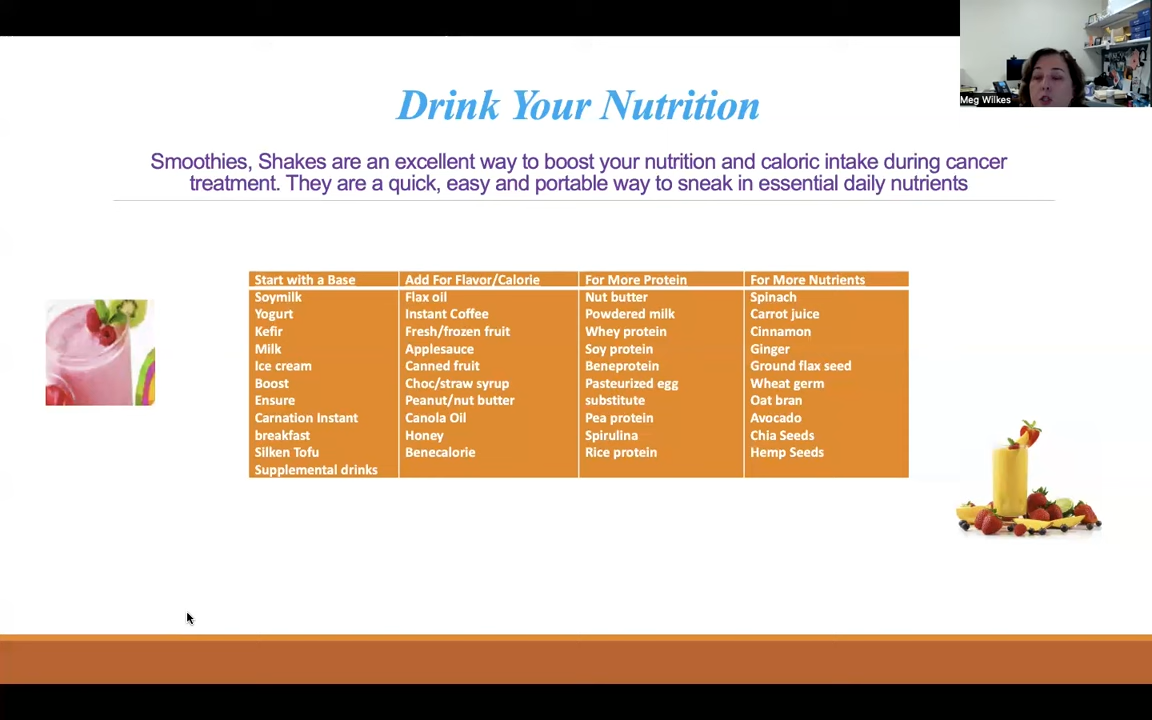 Meg Wilkes
Drink Your Nutrition
Smoothies, Shakes are an excellent way to boost your nutrition and caloric intake during cancer
treatment. They are a quick, easy and portable way to sneak in essential daily nutrients
Start with a Base
Soymilk
Yogurt
Kefir
Milk
Ice cream
Boost
Ensure
Carnation Instant
breakfast
Silken Tofu
Supplemental drinks
Add For Flavor/Calorie
Flax oil
Instant Coffee
Fresh/frozen fruit
Applesauce
Canned fruit
Choc/straw syrup
Peanut/nut butter
Canola Oil
Honey
Benecalorie
For More Protein
Nut butter
Powdered milk
Whey protein
Soy protein
Beneprotein
Pasteurized egg
substitute
Pea protein
Spirulina
Rice protein
For More Nutrients
Spinach
Carrot juice
Cinnamon
Ginger
Ground flax seed
Wheat germ
Oat bran
Avocado
Chia Seeds
Hemp Seeds